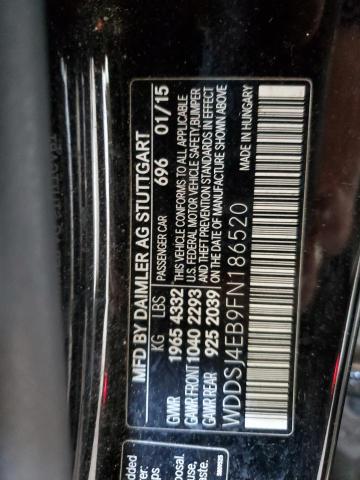 MFD BY DAIMLER AG STUTTGART
PASSENGER CAR 696 01/15
KG LBS
GVWR 1965 4332
GAWR FRONT 1040 2293
GAWR REAR 925 2039
THIS VEHICLE CONFORMS TO ALL APPLICABLE
U.S. FEDERAL MOTOR VEHICLE SAFETY, BUMPER
AND THEFT PREVENTION STANDARDS IN EFFECT
ON THE DATE OF MANUFACTURE SHOWN ABOVE
MADE IN HUNGARY
WDDSJ4EB9FN186520